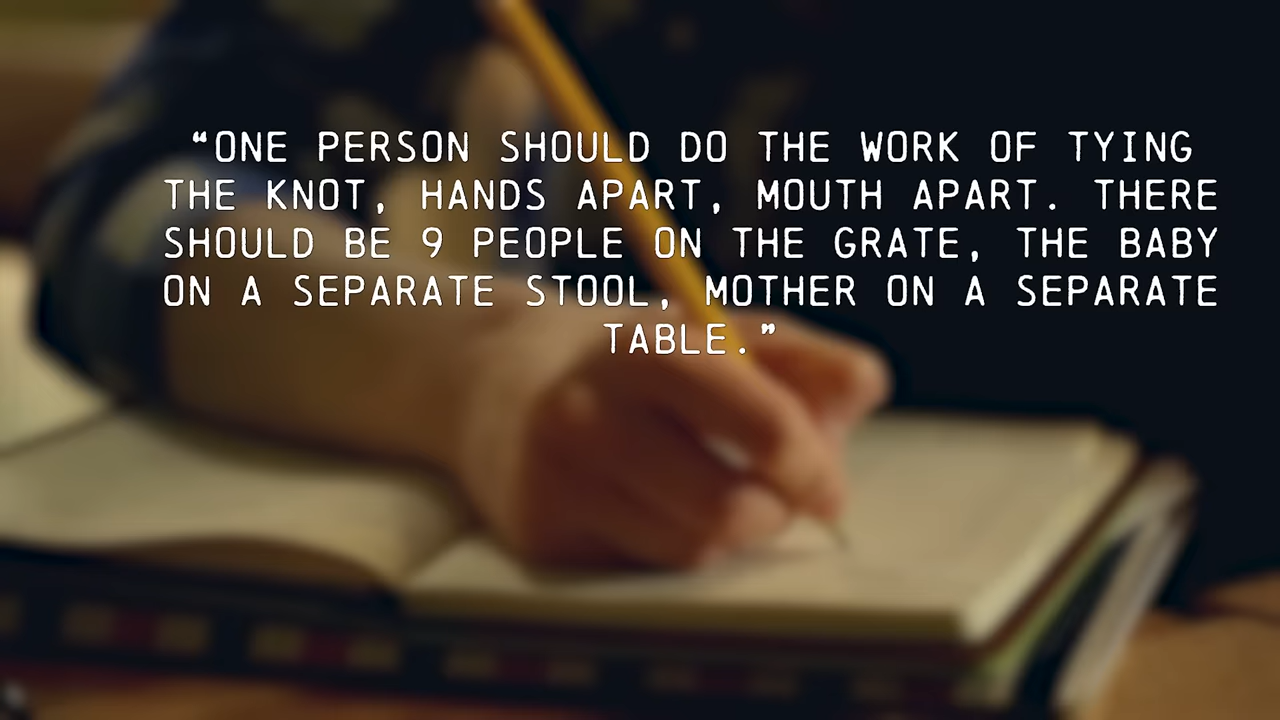 “ONE PERSON SHOULD DO THE WORK OF TYING
THE KNOT, HANDS APART, MOUTH APART. THERE
SHOULD BE 9 PEOPLE ON THE GRATE, THE BABY
ON A SEPARATE STOOL, MOTHER ON A SEPARATE
TABLE.”